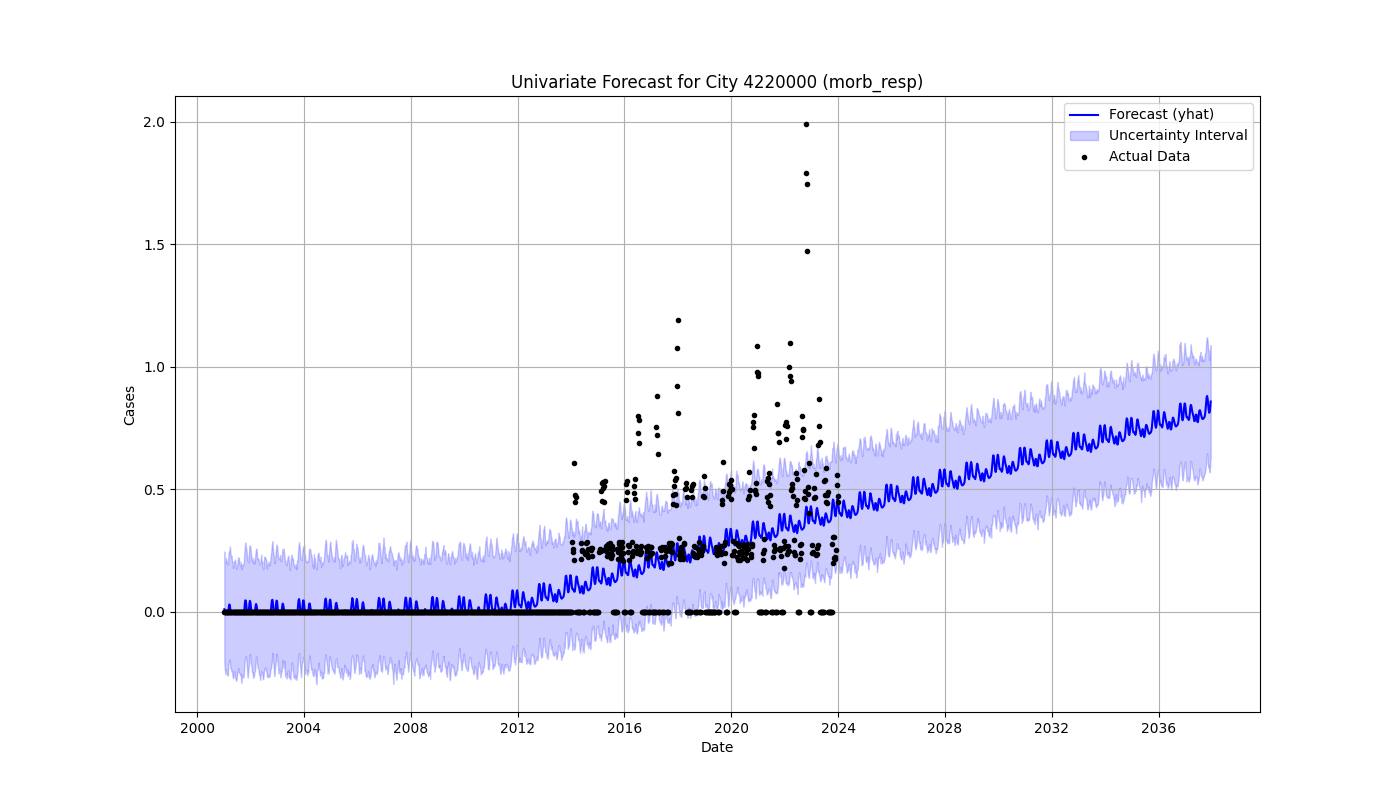 Univariate Forecast for City 4220000 (morb_resp)
Forecast (yhat)
Uncertainty Interval
Actual Data
2.0
1.5
1.0
0.5
0.0
Cases
2000 2004 2008 2012 2016 2020 2024 2028 2032 2036
Date